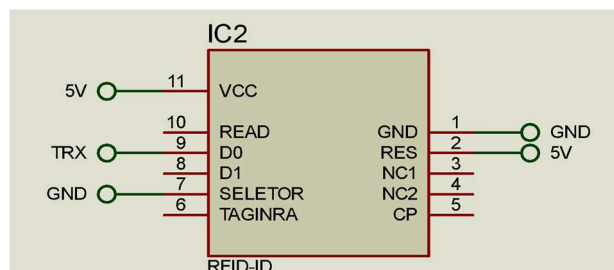 IC2
5V 11 VCC
10 READ GND 1 GND
TRX 9 D0 RES 2 5V
8 D1 NC1 3
GND 7 SELETOR NC2 4
6 TAGINRA CP 5
RFID-ID